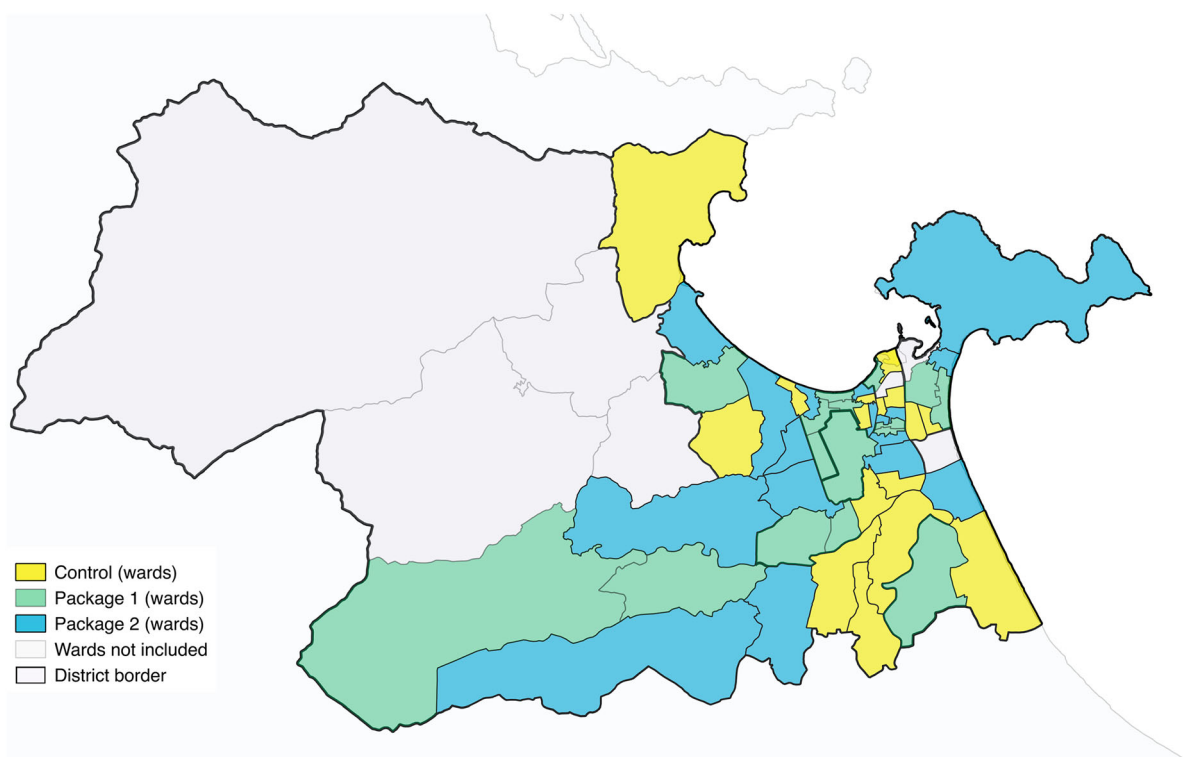 Control (wards)
Package 1 (wards)
Package 2 (wards)
Wards not included
District border